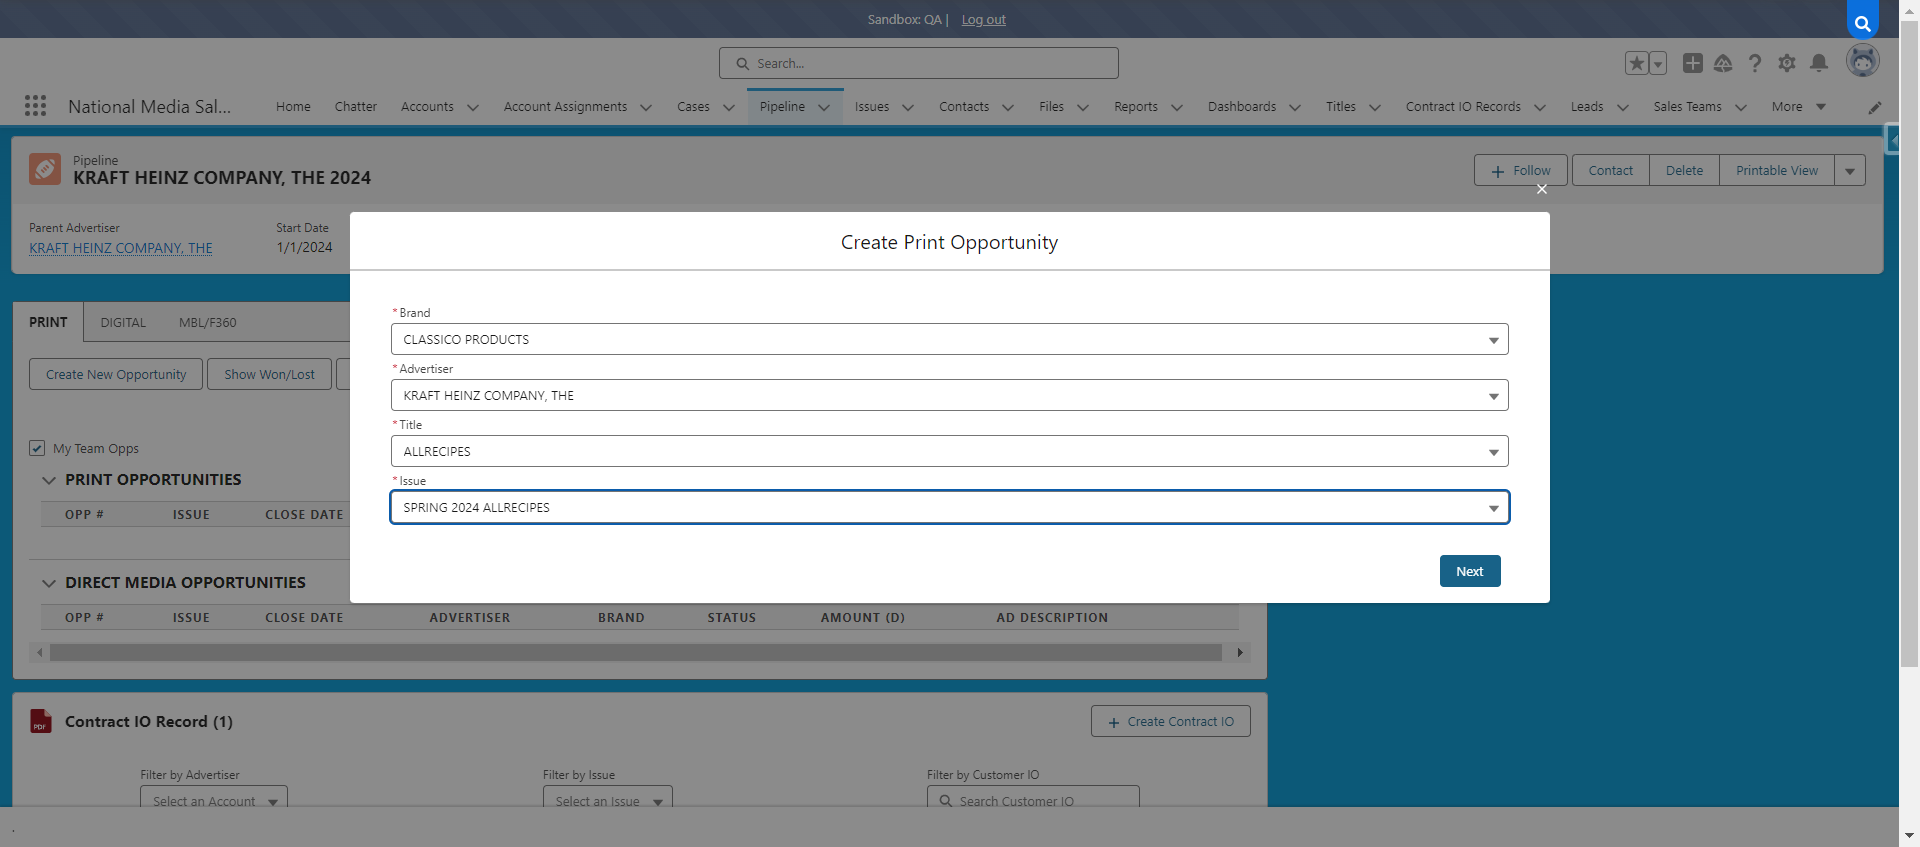 Sandbox: QA | Log out
Search...
National Media Sal... Home Chatter Accounts Account Assignments Cases Pipeline Issues Contacts Files Reports Dashboards Titles Contract IO Records Leads Sales Teams More
Pipeline
KRAFT HEINZ COMPANY, THE 2024
Follow Contact Delete Printable View
Parent Advertiser Start Date
KRAFT HEINZ COMPANY, THE 1/1/2024
Create Print Opportunity
* Brand
CLASSICO PRODUCTS
* Advertiser
KRAFT HEINZ COMPANY, THE
* Title
ALLRECIPES
* Issue
SPRING 2024 ALLRECIPES
Next
PRINT DIGITAL MBL/F360
Create New Opportunity Show Won/Lost
My Team Opps
PRINT OPPORTUNITIES
OPP # ISSUE CLOSE DATE
DIRECT MEDIA OPPORTUNITIES
OPP # ISSUE CLOSE DATE ADVERTISER BRAND STATUS AMOUNT (D) AD DESCRIPTION
PDF Contract IO Record (1) Create Contract IO
Filter by Advertiser Filter by Issue Filter by Customer IO
Select an Account Select an Issue Search Customer IO
.